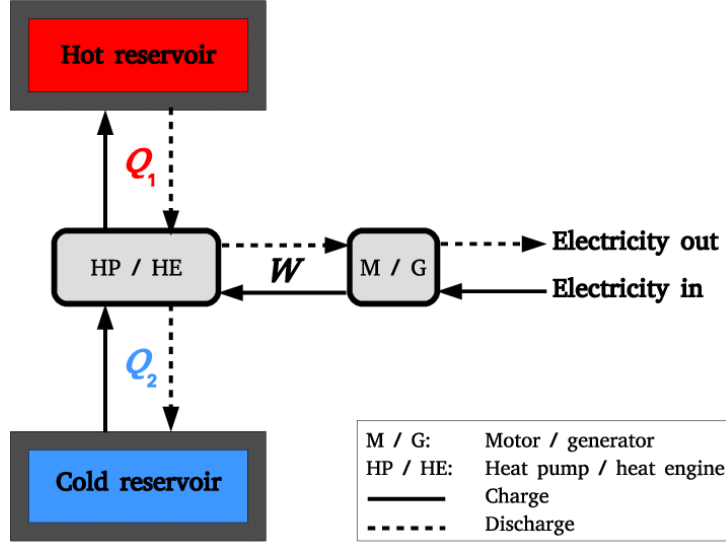 Hot reservoir
Q1
HP / HE
W
M / G
Electricity out
Electricity in
Q2
Cold reservoir
M / G: Motor / generator
HP / HE: Heat pump / heat engine
Charge
Discharge